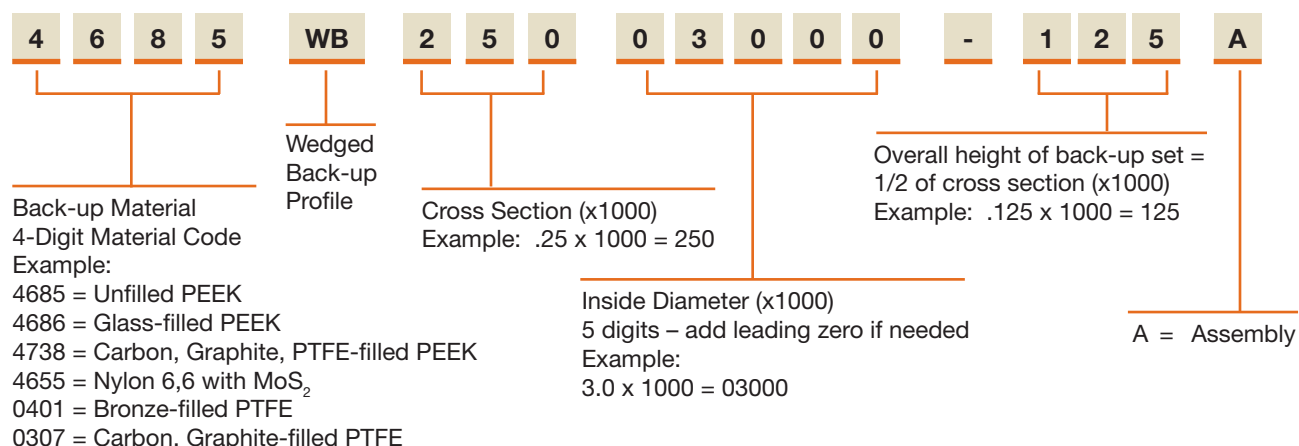 4 6 8 5 WB 2 5 0 0 3 0 0 0 - 1 2 5 A
Wedged
Back-up
Profile
Back-up Material
4-Digit Material Code
Example:
4685 = Unfilled PEEK
4686 = Glass-filled PEEK
4738 = Carbon, Graphite, PTFE-filled PEEK
4655 = Nylon 6,6 with MoS2
0401 = Bronze-filled PTFE
0307 = Carbon, Graphite-filled PTFE
Cross Section (x1000)
Example: .25 x 1000 = 250
Inside Diameter (x1000)
5 digits – add leading zero if needed
Example:
3.0 x 1000 = 03000
Overall height of back-up set =
1/2 of cross section (x1000)
Example: .125 x 1000 = 125
A = Assembly